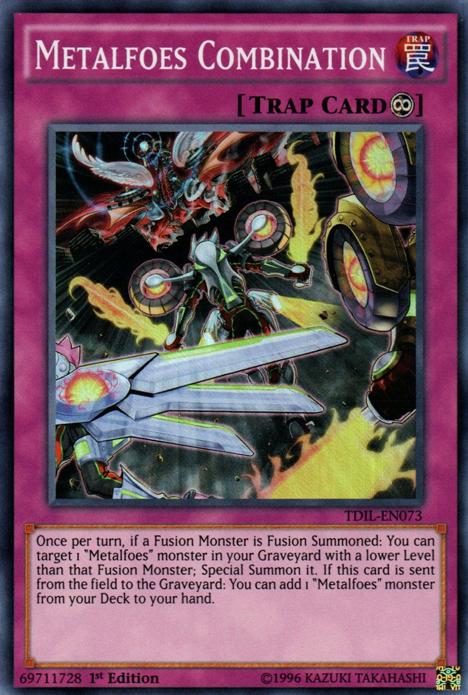 METALFOES COMBINATION
TRAP
罠
[TRAP CARD]
TDIL-EN073
Once per turn, if a Fusion Monster is Fusion Summoned: You can
target 1 "Metalfoes" monster in your Graveyard with a lower Level
than that Fusion Monster; Special Summon it. If this card is sent
from the field to the Graveyard: You can add 1 "Metalfoes" monster
from your Deck to your hand.
69711728 1st Edition ©1996 KAZUKI TAKAHASHI